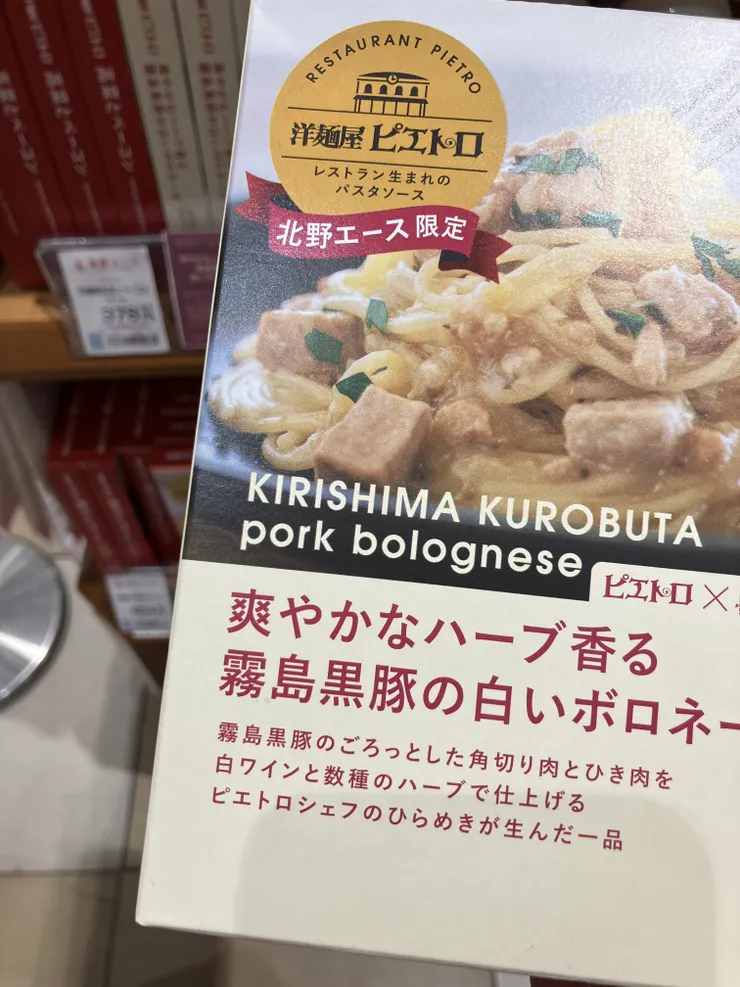 RESTAURANT PIETRO
洋麺屋 ピエトロ
レストラン生まれの
パスタソース
北野エース限定
378
KIRISHIMA KUROBUTA
pork bolognese
ピエトロ×
爽やかなハーブ香る
霧島黒豚の白いボロネー
霧島黒豚のごろっとした角切り肉とひき肉を
白ワインと数種のハーブで仕上げる
ピエトロシェフのひらめきが生んだ一品